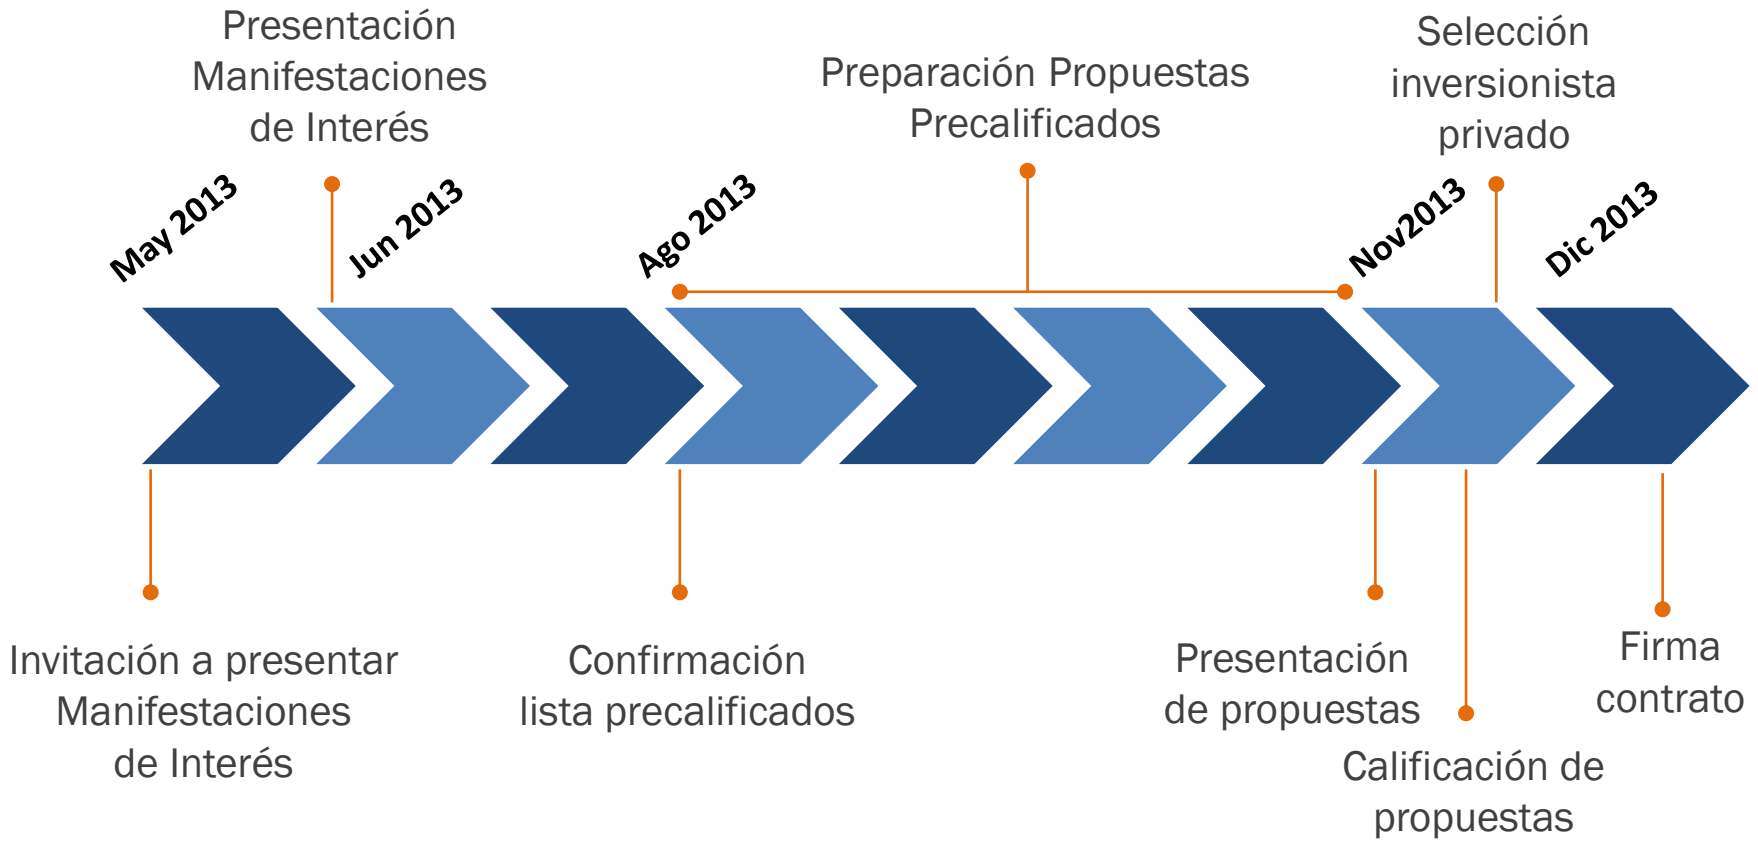 Presentación
Manifestaciones
de Interés
Preparación Propuestas
Precalificados
Selección
inversionista
privado
May 2013
Jun 2013
Ago 2013
Nov2013
Dic 2013
Invitación a presentar
Manifestaciones
de Interés
Confirmación
lista precalificados
Presentación
de propuestas
Calificación de
propuestas
Firma
contrato